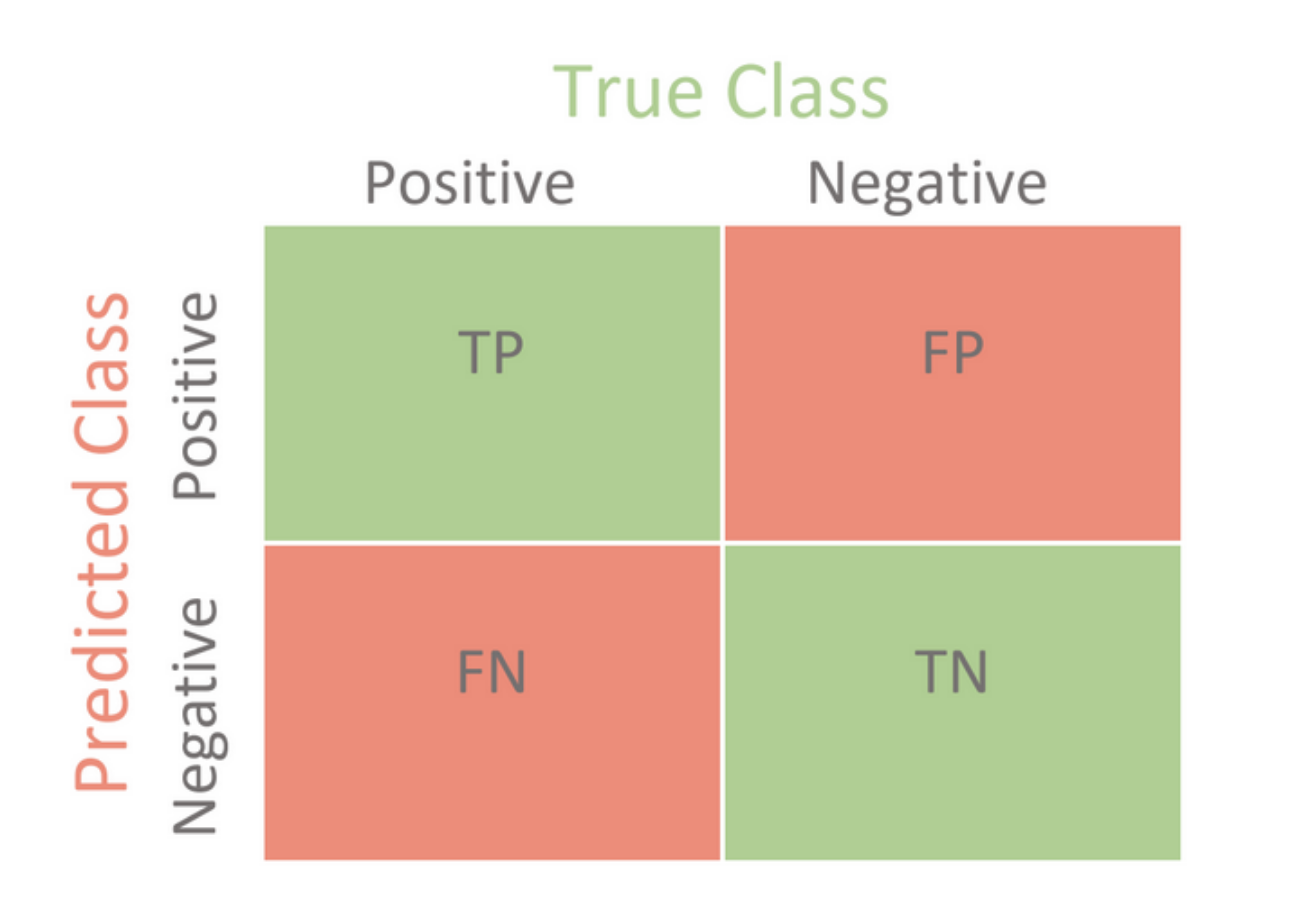 True Class
Positive Negative
Predicted Class
Positive
TP FP
Negative
FN TN